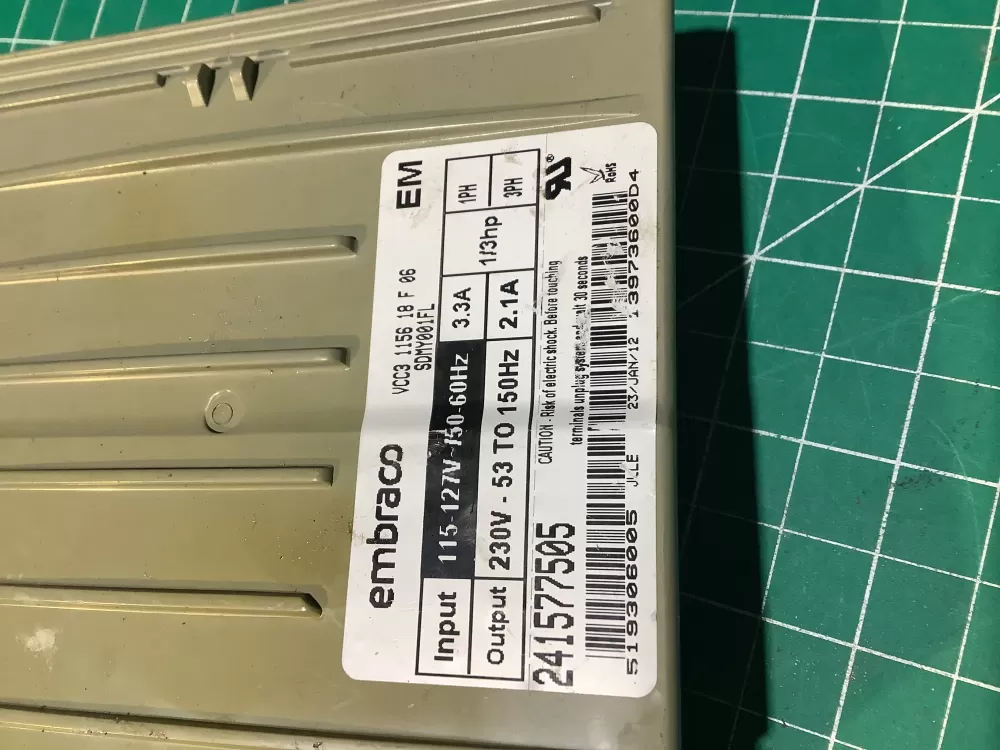 embraco
VCC3 1156 18 F 06
SDMY001FL
EM
Input 115-127V~/50-60Hz 3.3A 1/3hp 1PH
Output 230V - 53 TO 150Hz 2.1A 3PH
241577505
CAUTION - Risk of electric shock. Before touching
terminals unplug system and wait 30 seconds
RoHS
519306005 23/JAN/12 13973600D4